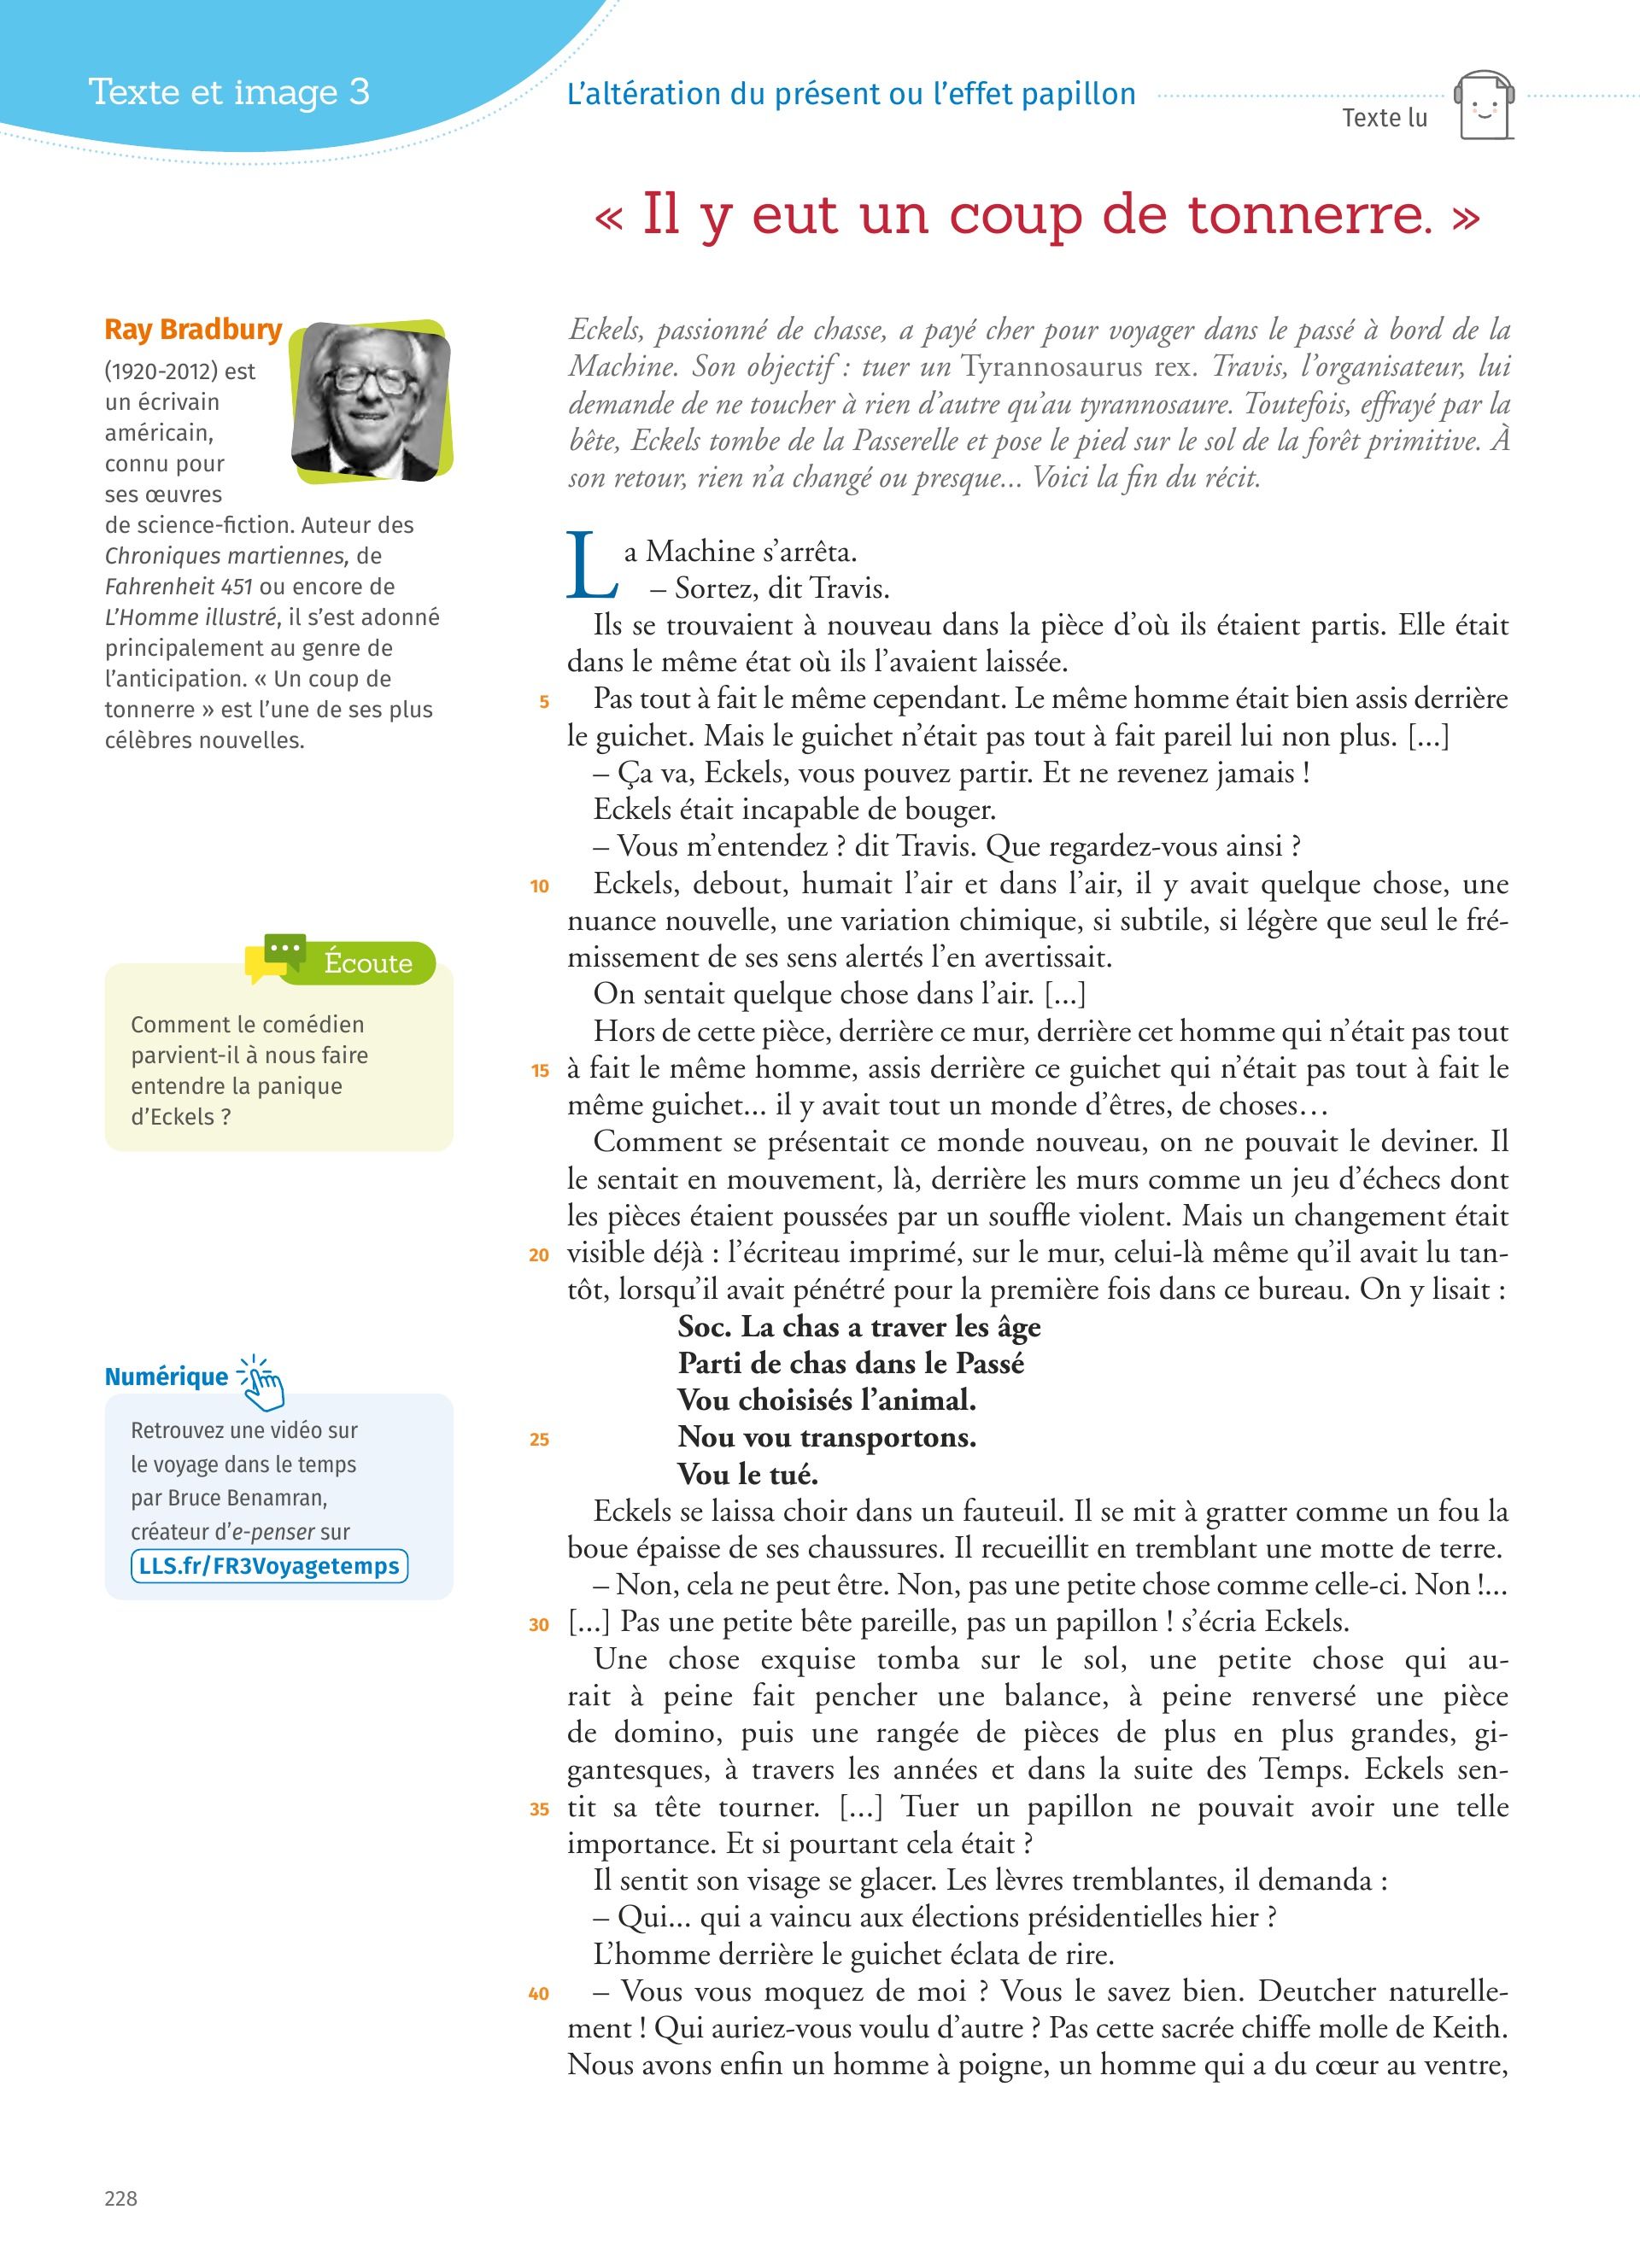 Texte et image 3
L'altération du présent ou l'effet papillon
Texte lu
« Il y eut un coup de tonnerre. »
Ray Bradbury
(1920-2012) est
un écrivain
américain,
connu pour
ses œuvres
de science-fiction. Auteur des
Chroniques martiennes, de
Fahrenheit 451 ou encore de
L'Homme illustré, il s'est adonné
principalement au genre de
l'anticipation. « Un coup de
tonnerre » est l'une de ses plus
célèbres nouvelles.
Écoute
Comment le comédien
parvient-il à nous faire
entendre la panique
d'Eckels ?
Numérique
Retrouvez une vidéo sur
le voyage dans le temps
par Bruce Benamran,
créateur d'e-penser sur
LLS.fr/FR3Voyagetemps
Eckels, passionné de chasse, a payé cher pour voyager dans le passé à bord de la
Machine. Son objectif : tuer un Tyrannosaurus rex. Travis, l'organisateur, lui
demande de ne toucher à rien d'autre qu'au tyrannosaure. Toutefois, effrayé par la
bête, Eckels tombe de la Passerelle et pose le pied sur le sol de la forêt primitive. À
son retour, rien n'a changé ou presque... Voici la fin du récit.
La Machine s'arrêta.
– Sortez, dit Travis.
Ils se trouvaient à nouveau dans la pièce d'où ils étaient partis. Elle était
dans le même état où ils l'avaient laissée.
5 Pas tout à fait le même cependant. Le même homme était bien assis derrière
le guichet. Mais le guichet n'était pas tout à fait pareil lui non plus. [...]
– Ça va, Eckels, vous pouvez partir. Et ne revenez jamais !
Eckels était incapable de bouger.
– Vous m'entendez ? dit Travis. Que regardez-vous ainsi ?
10 Eckels, debout, humait l'air et dans l'air, il y avait quelque chose, une
nuance nouvelle, une variation chimique, si subtile, si légère que seul le fré-
missement de ses sens alertés l'en avertissait.
On sentait quelque chose dans l'air. [...]
Hors de cette pièce, derrière ce mur, derrière cet homme qui n'était pas tout
15 à fait le même homme, assis derrière ce guichet qui n'était pas tout à fait le
même guichet... il y avait tout un monde d'êtres, de choses…
Comment se présentait ce monde nouveau, on ne pouvait le deviner. Il
le sentait en mouvement, là, derrière les murs comme un jeu d'échecs dont
les pièces étaient poussées par un souffle violent. Mais un changement était
20 visible déjà : l'écriteau imprimé, sur le mur, celui-là même qu'il avait lu tan-
tôt, lorsqu'il avait pénétré pour la première fois dans ce bureau. On y lisait :
Soc. La chas a traver les âge
Parti de chas dans le Passé
Vou choisisés l'animal.
25 Nou vou transportons.
Vou le tué.
Eckels se laissa choir dans un fauteuil. Il se mit à gratter comme un fou la
boue épaisse de ses chaussures. Il recueillit en tremblant une motte de terre.
– Non, cela ne peut être. Non, pas une petite chose comme celle-ci. Non !...
30 [...] Pas une petite bête pareille, pas un papillon ! s'écria Eckels.
Une chose exquise tomba sur le sol, une petite chose qui au-
rait à peine fait pencher une balance, à peine renversé une pièce
de domino, puis une rangée de pièces de plus en plus grandes, gi-
gantesques, à travers les années et dans la suite des Temps. Eckels sen-
35 tit sa tête tourner. [...] Tuer un papillon ne pouvait avoir une telle
importance. Et si pourtant cela était ?
Il sentit son visage se glacer. Les lèvres tremblantes, il demanda :
– Qui... qui a vaincu aux élections présidentielles hier ?
L'homme derrière le guichet éclata de rire.
40 – Vous vous moquez de moi ? Vous le savez bien. Deutcher naturelle-
ment ! Qui auriez-vous voulu d'autre ? Pas cette sacrée chiffe molle de Keith.
Nous avons enfin un homme à poigne, un homme qui a du cœur au ventre,
228